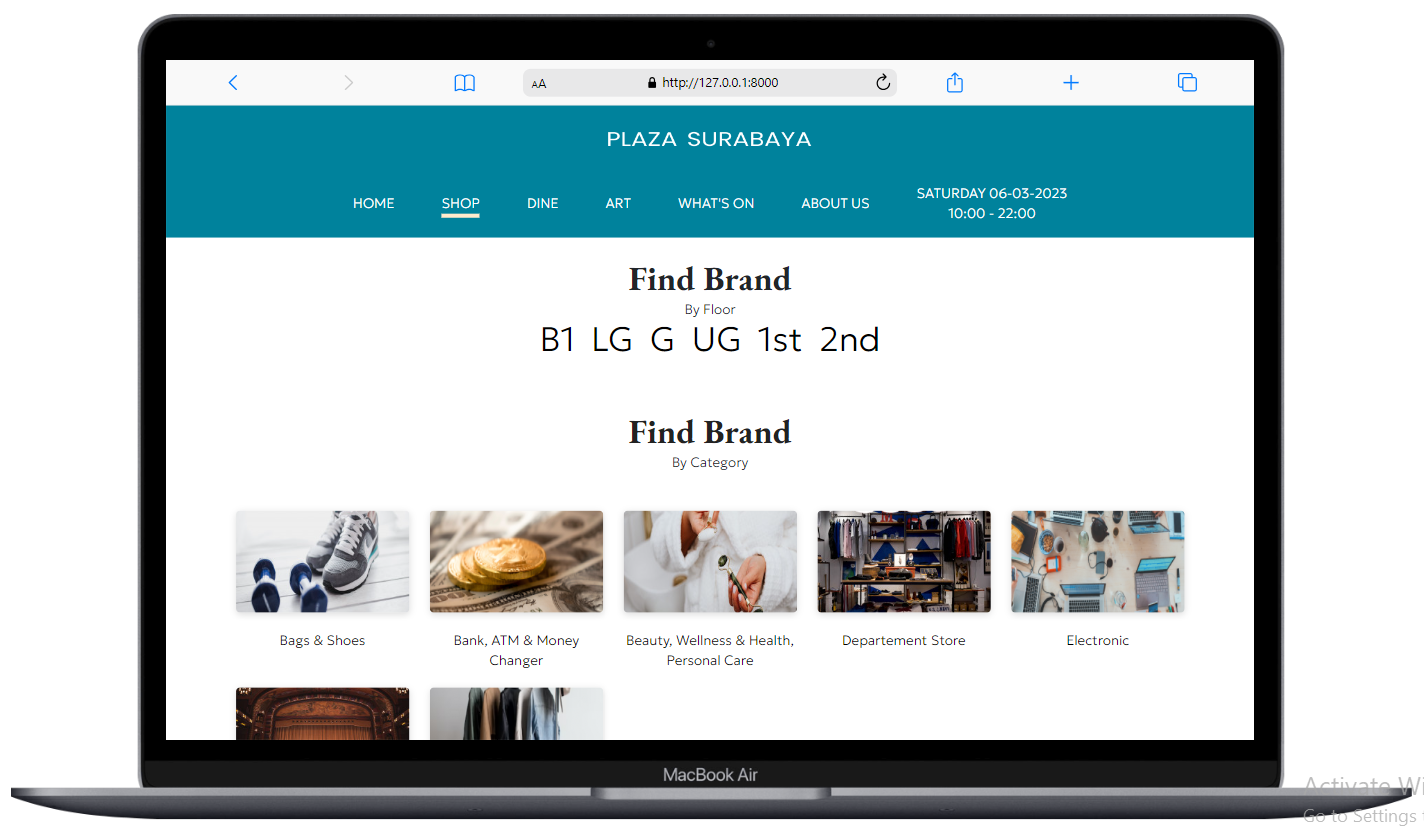 AA http://127.0.0.1:8000
PLAZA SURABAYA
HOME SHOP DINE ART WHAT'S ON ABOUT US SATURDAY 06-03-2023
10:00 - 22:00
Find Brand
By Floor
B1 LG G UG 1st 2nd
Find Brand
By Category
Bags & Shoes
Bank, ATM & Money
Changer
Beauty, Wellness & Health,
Personal Care
Departement Store
Electronic
MacBook Air
Activate Wi
Go to Settings